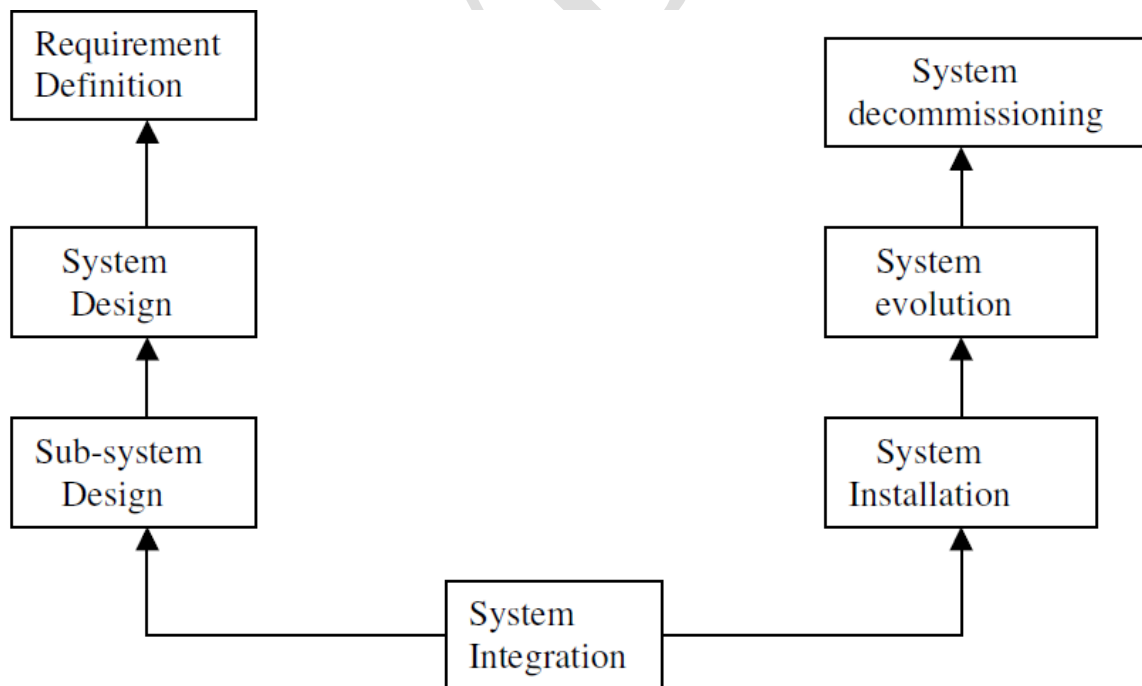 Requirement
Definition
System
decommissioning
System
Design
System
evolution
Sub-system
Design
System
Installation
System
Integration